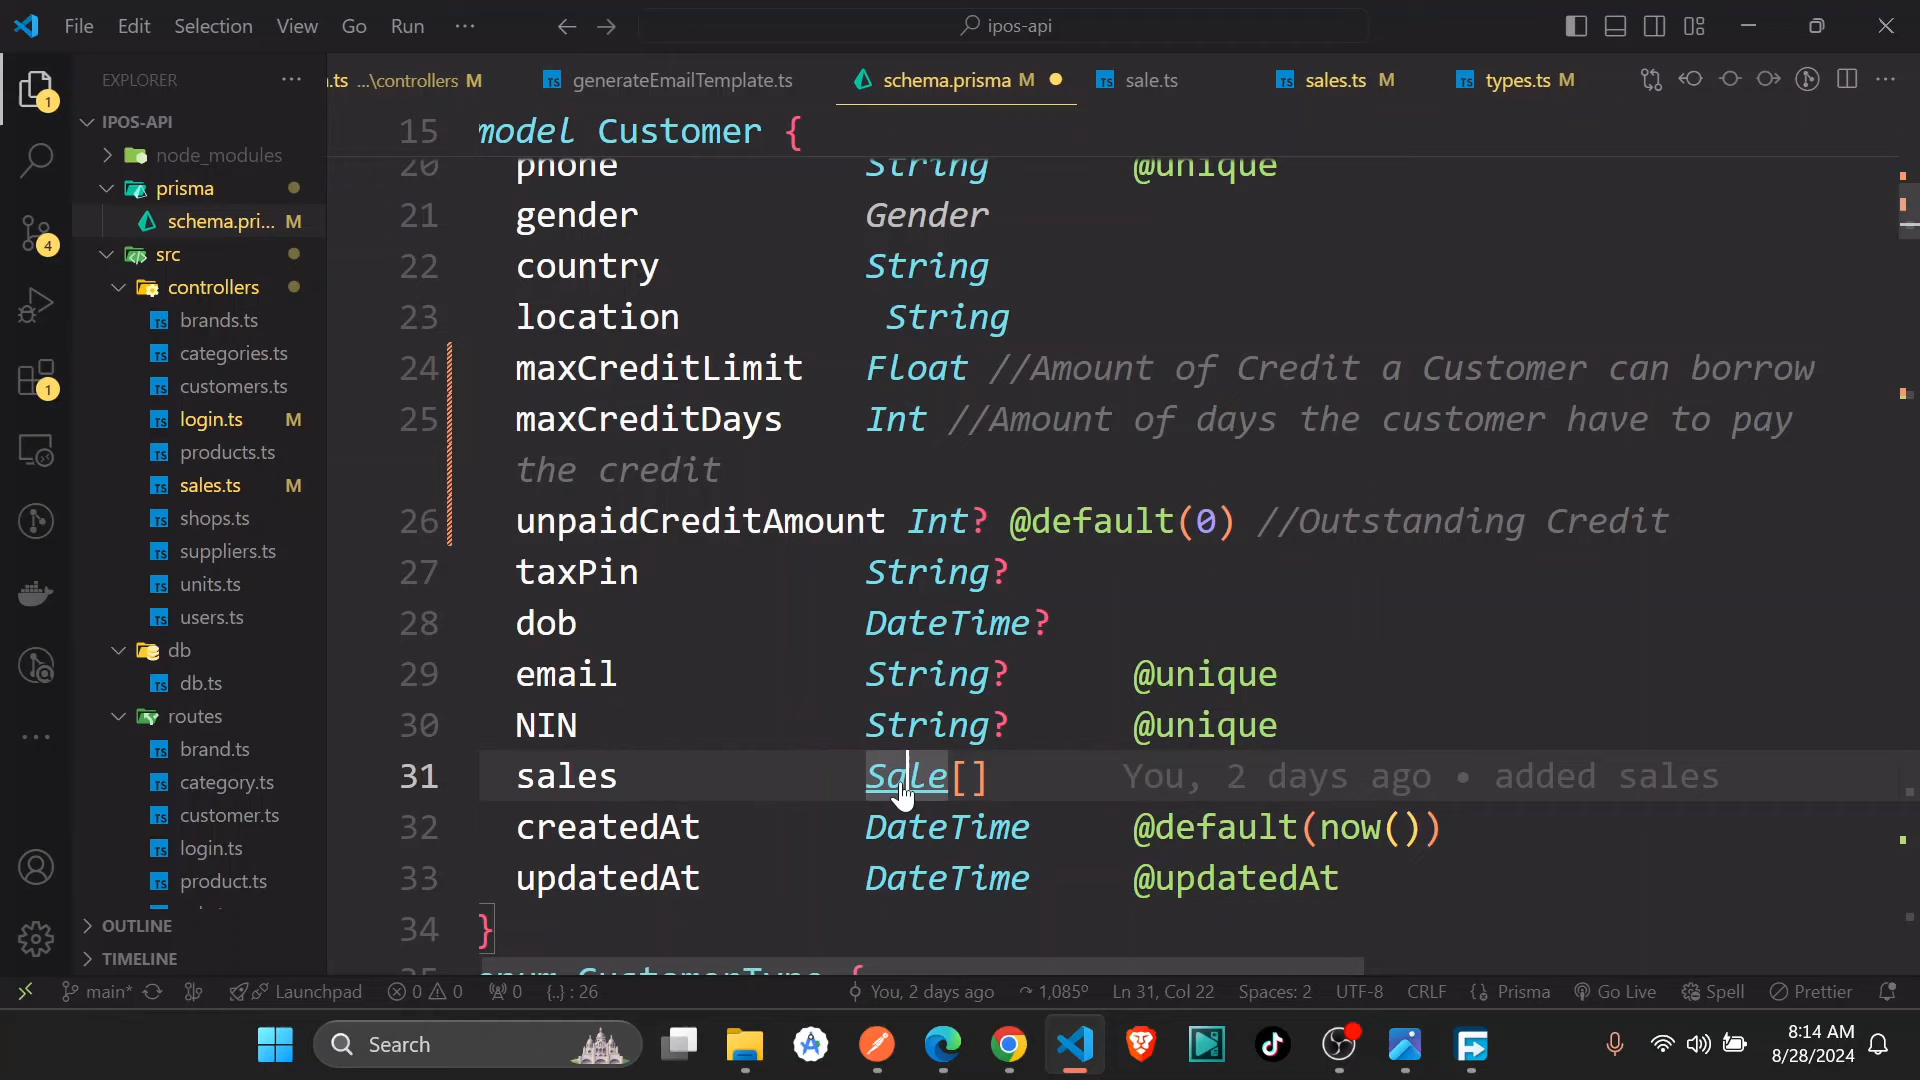 File Edit Selection View Go Run ··· ipos-api
EXPLORER ···
.ts ...\controllers M generateEmailTemplate.ts schema.prisma M sale.ts sales.ts M types.ts M
IPOS-API
node_modules
prisma
schema.pri... M
src
controllers
brands.ts
categories.ts
customers.ts
login.ts M
products.ts
sales.ts M
shops.ts
suppliers.ts
units.ts
users.ts
db
db.ts
routes
brand.ts
category.ts
customer.ts
login.ts
product.ts
OUTLINE
TIMELINE
1
4
1
15 model Customer {
20 phone String @unique
21 gender Gender
22 country String
23 location String
24 maxCreditLimit Float //Amount of Credit a Customer can borrow
25 maxCreditDays Int //Amount of days the customer have to pay
the credit
26 unpaidCreditAmount Int? @default(0) //Outstanding Credit
27 taxPin String?
28 dob DateTime?
29 email String? @unique
30 NIN String? @unique
31 sales Sale[] You, 2 days ago • added sales
32 createdAt DateTime @default(now())
33 updatedAt DateTime @updatedAt
34 }
35 enum CustomerType {
main* Launchpad 0 0 0 {..} : 26 You, 2 days ago 1,085° Ln 31, Col 22 Spaces: 2 UTF-8 CRLF {} Prisma Go Live Spell Prettier
Search
8:14 AM
8/28/2024